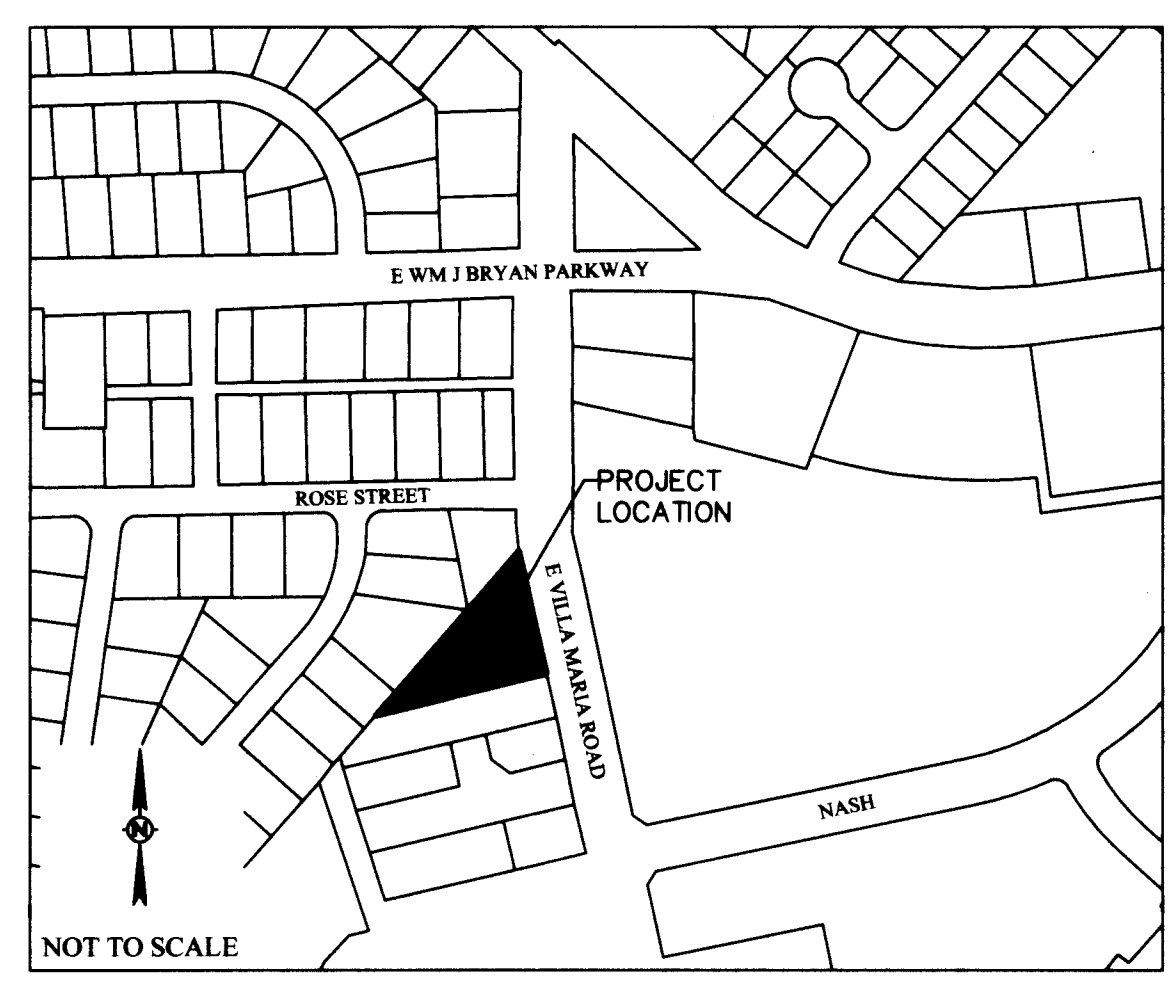 E WM J BRYAN PARKWAY
PROJECT
LOCATION
ROSE STREET
E VILLA MARIA ROAD
NASH
N
NOT TO SCALE